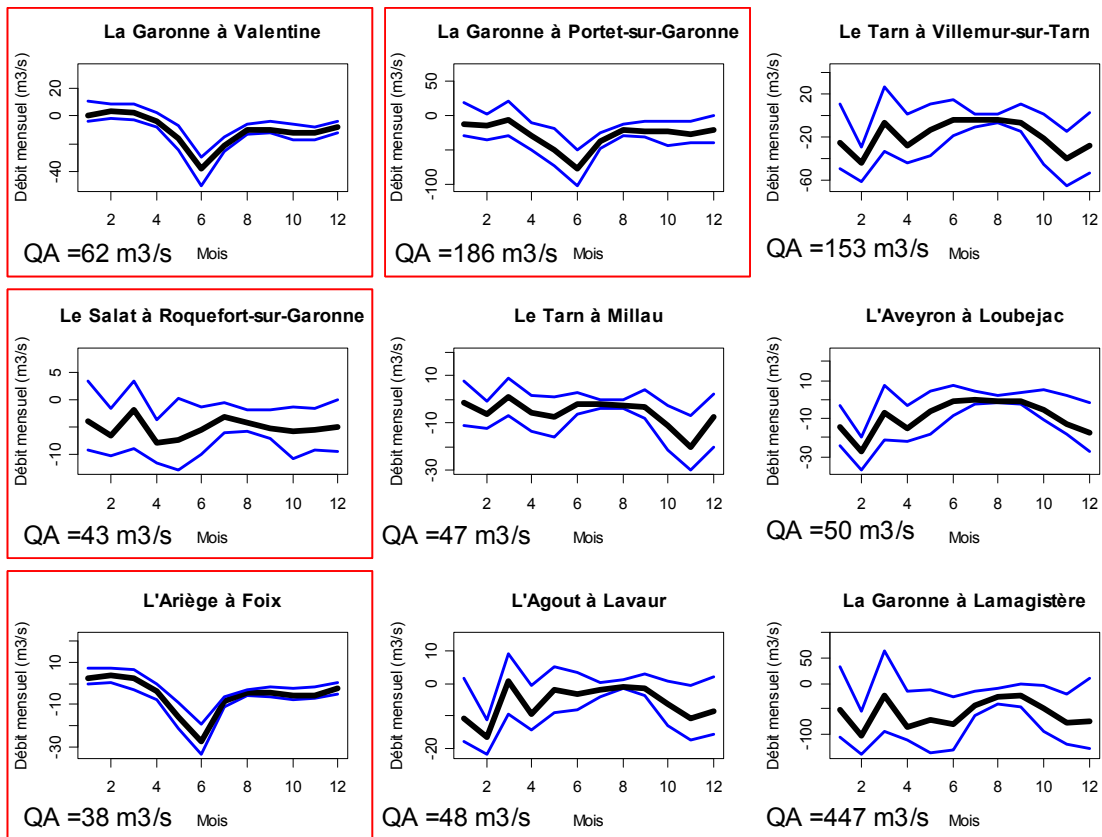 La Garonne à Valentine
Débit mensuel (m3/s)
20
0
-40
2 4 6 8 10 12
QA =62 m3/s Mois
La Garonne à Portet-sur-Garonne
Débit mensuel (m3/s)
50
0
-100
2 4 6 8 10 12
QA =186 m3/s Mois
Le Tarn à Villemur-sur-Tarn
Débit mensuel (m3/s)
20
-20
-60
2 4 6 8 10 12
QA =153 m3/s Mois
Le Salat à Roquefort-sur-Garonne
Débit mensuel (m3/s)
5
0
-10
2 4 6 8 10 12
QA =43 m3/s Mois
Le Tarn à Millau
Débit mensuel (m3/s)
10
-10
-30
2 4 6 8 10 12
QA =47 m3/s Mois
L'Aveyron à Loubejac
Débit mensuel (m3/s)
10
-10
-30
2 4 6 8 10 12
QA =50 m3/s Mois
L'Ariège à Foix
Débit mensuel (m3/s)
10
-10
-30
2 4 6 8 10 12
QA =38 m3/s Mois
L'Agout à Lavaur
Débit mensuel (m3/s)
10
0
-20
2 4 6 8 10 12
QA =48 m3/s Mois
La Garonne à Lamagistère
Débit mensuel (m3/s)
50
0
-100
2 4 6 8 10 12
QA =447 m3/s Mois